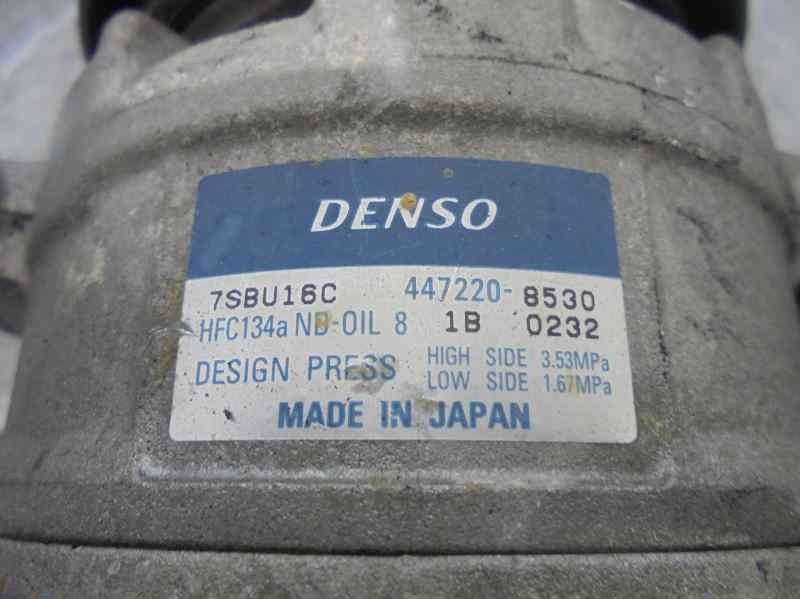 DENSO
7SBU16C 447220-8530
HFC134a ND-OIL 8 1B 0232
DESIGN PRESS HIGH SIDE 3.53MPa
LOW SIDE 1.67MPa
MADE IN JAPAN